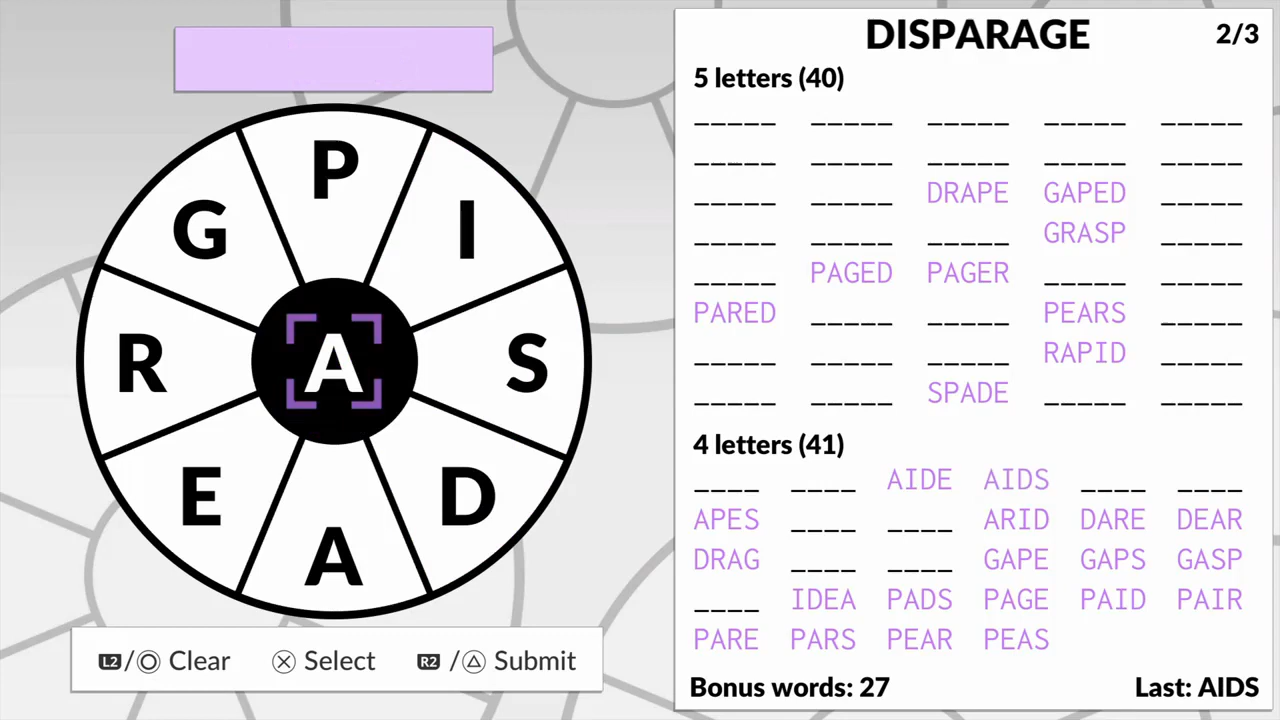 DISPARAGE 2/3
5 letters (40)
DRAPE GAPED
GRASP
PAGED PAGER
PARED PEARS
RAPID
SPADE
4 letters (41)
AIDE AIDS
APES ARID DARE DEAR
DRAG GAPE GAPS GASP
IDEA PADS PAGE PAID PAIR
PARE PARS PEAR PEAS
Bonus words: 27 Last: AIDS
P
G I
R A S
E D
A
L2/ Clear Select R2 / Submit